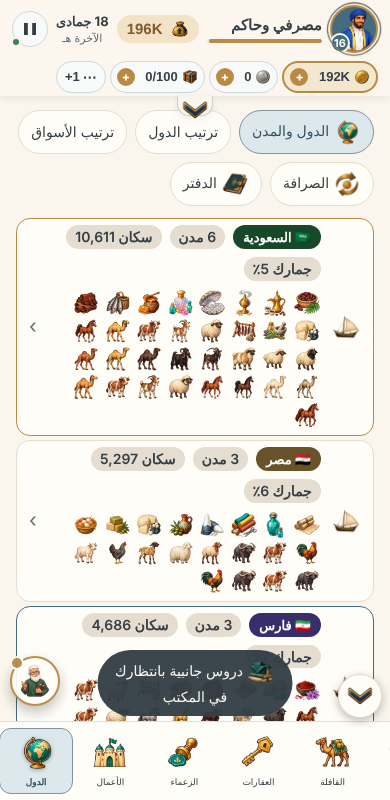 مصرفي وحاكم
16
196K
18 جمادى
الآخرة هـ
192K
0
0/100
+1 ...
الدول والمدن
ترتيب الدول
ترتيب الأسواق
الصرافة
الدفتر
السعودية
6 مدن
سكان 10,611
جمارك 5٪
مصر
3 مدن
سكان 5,297
جمارك 6٪
فارس
3 مدن
سكان 4,686
دروس جانبية بانتظارك
في المكتب
القافلة
العقارات
الزعماء
الأعمال
الدول